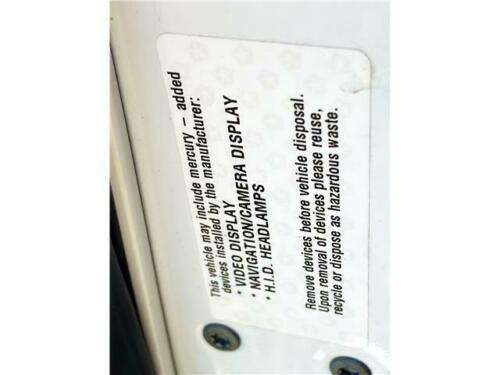 This vehicle may include mercury - added
devices installed by the manufacturer:
* VIDEO DISPLAY
* NAVIGATION/CAMERA DISPLAY
* H.I.D. HEADLAMPS
Remove devices before vehicle disposal.
Upon removal of devices please reuse,
recycle or dispose as hazardous waste.